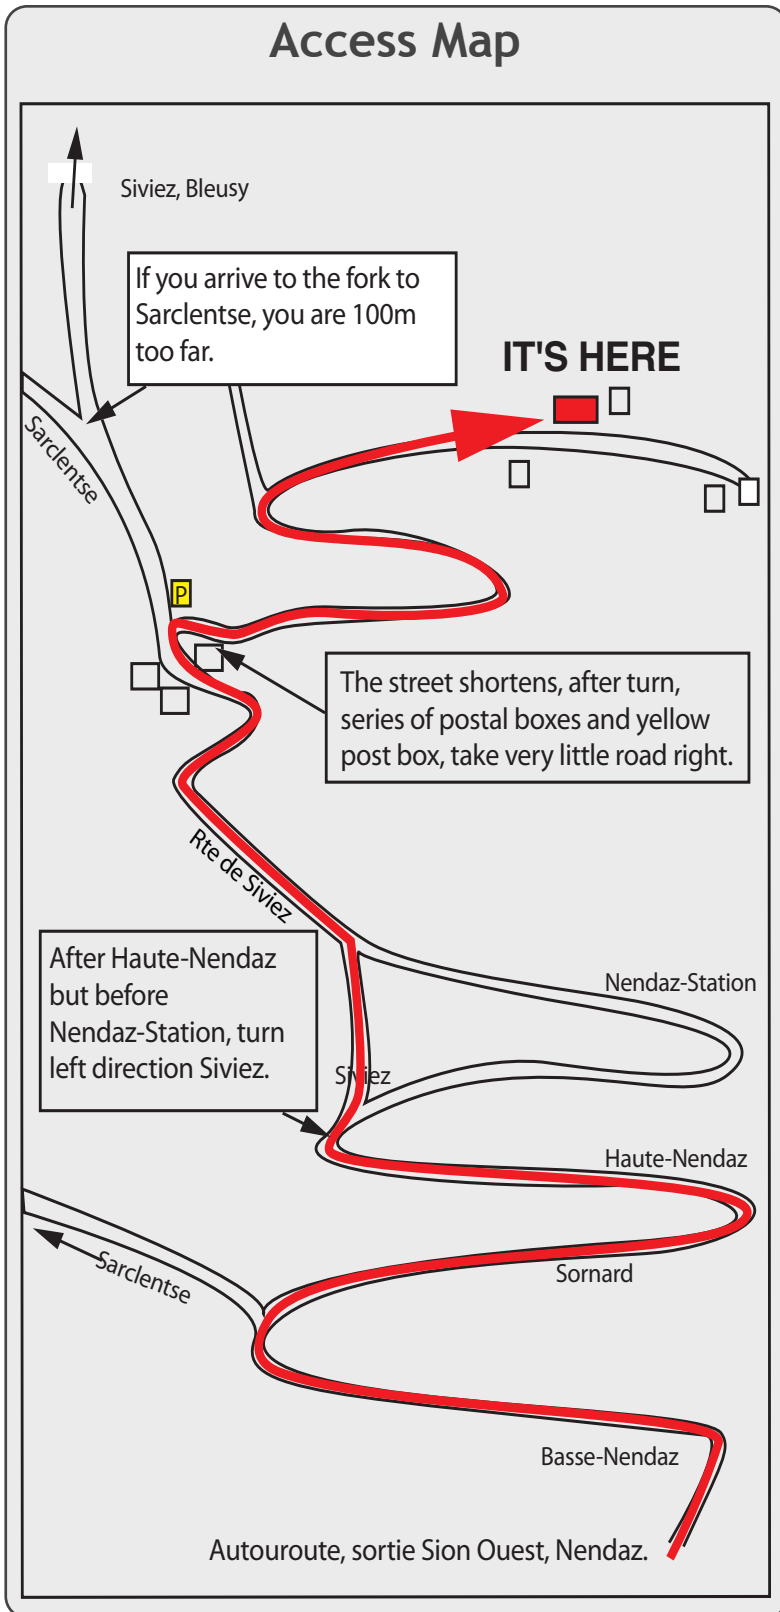 Access Map
Siviez, Bleusy
If you arrive to the fork to
Sarclentse, you are 100m
too far.
IT'S HERE
Sarclentse
P
The street shortens, after turn,
series of postal boxes and yellow
post box, take very little road right.
Rte de Siviez
After Haute-Nendaz
but before
Nendaz-Station, turn
left direction Siviez.
Nendaz-Station
Siviez
Haute-Nendaz
Sarclentse
Sornard
Basse-Nendaz
Autouroute, sortie Sion Ouest, Nendaz.